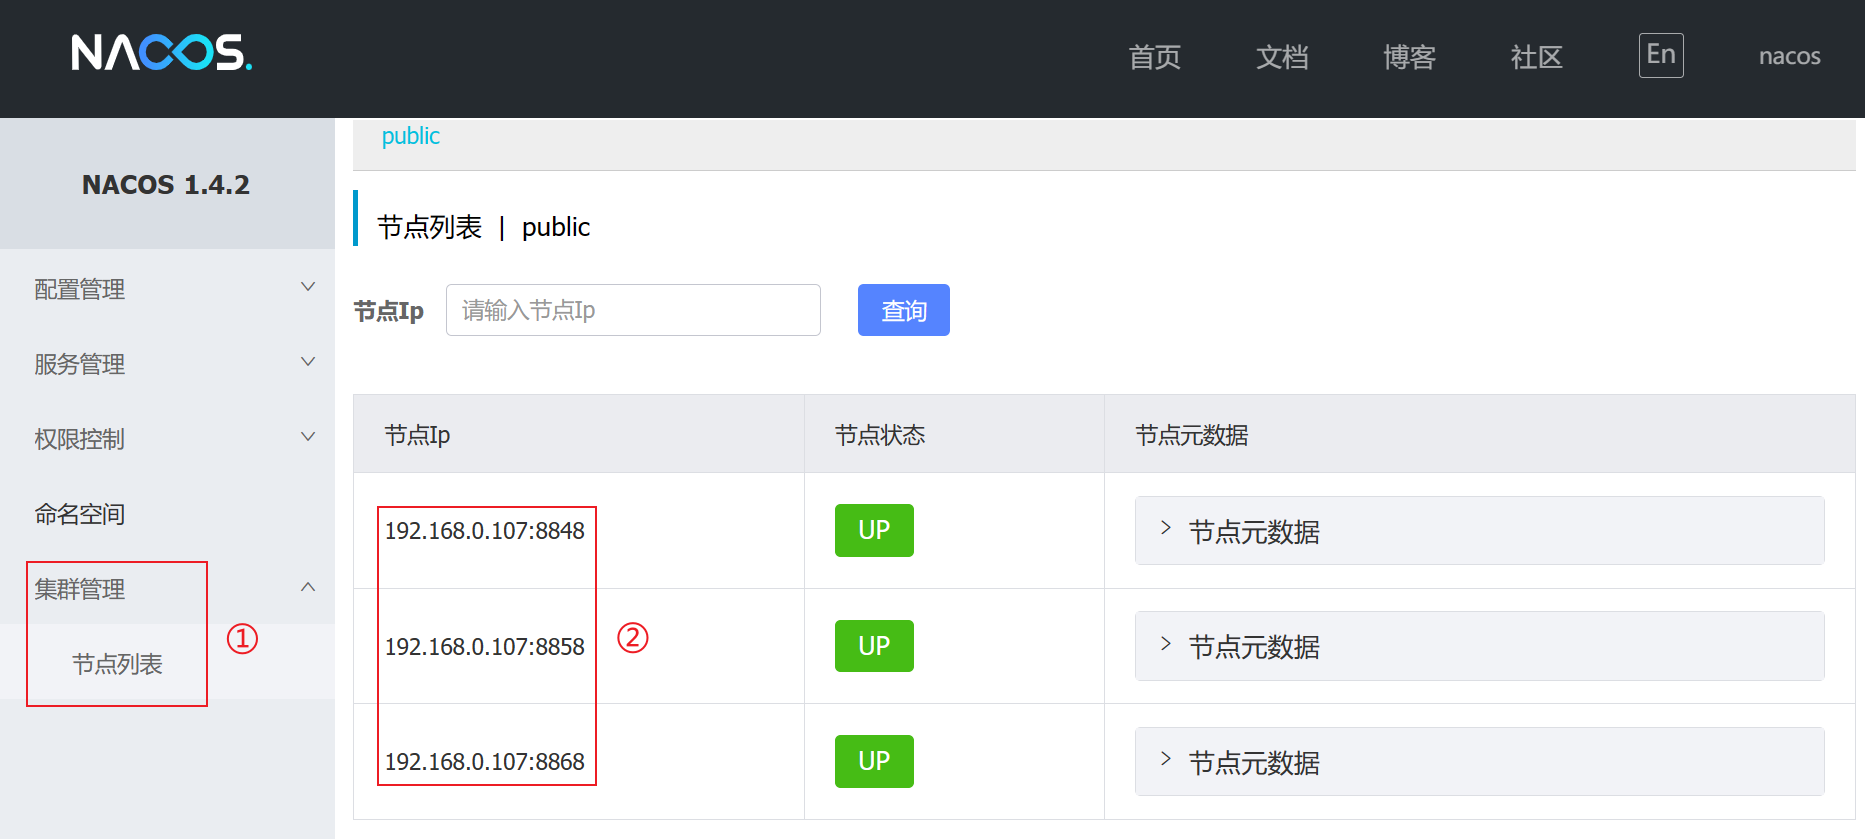 NACOS.
首页 文档 博客 社区 En nacos
public
NACOS 1.4.2
节点列表 | public
配置管理
节点Ip 请输入节点Ip 查询
服务管理
权限控制
节点Ip 节点状态 节点元数据
命名空间
192.168.0.107:8848 UP 节点元数据
集群管理
①
192.168.0.107:8858 ② UP 节点元数据
节点列表
192.168.0.107:8868 UP 节点元数据